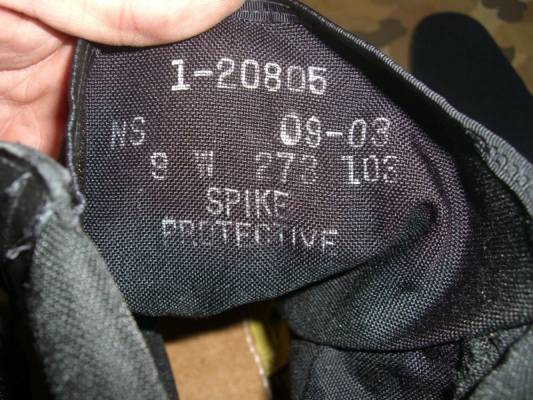 1-20805
NS 09-03
9 W 273 103
SPIKE
PROTECTIVE